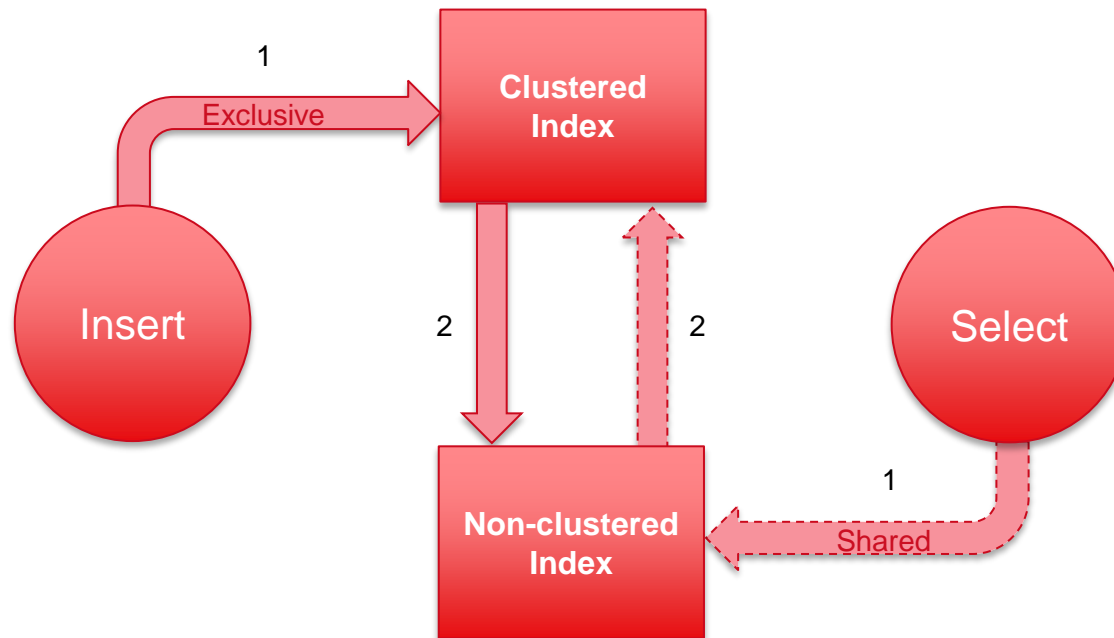 1
Exclusive
Clustered
Index
Insert
2
2
Select
Non-clustered
Index
1
Shared